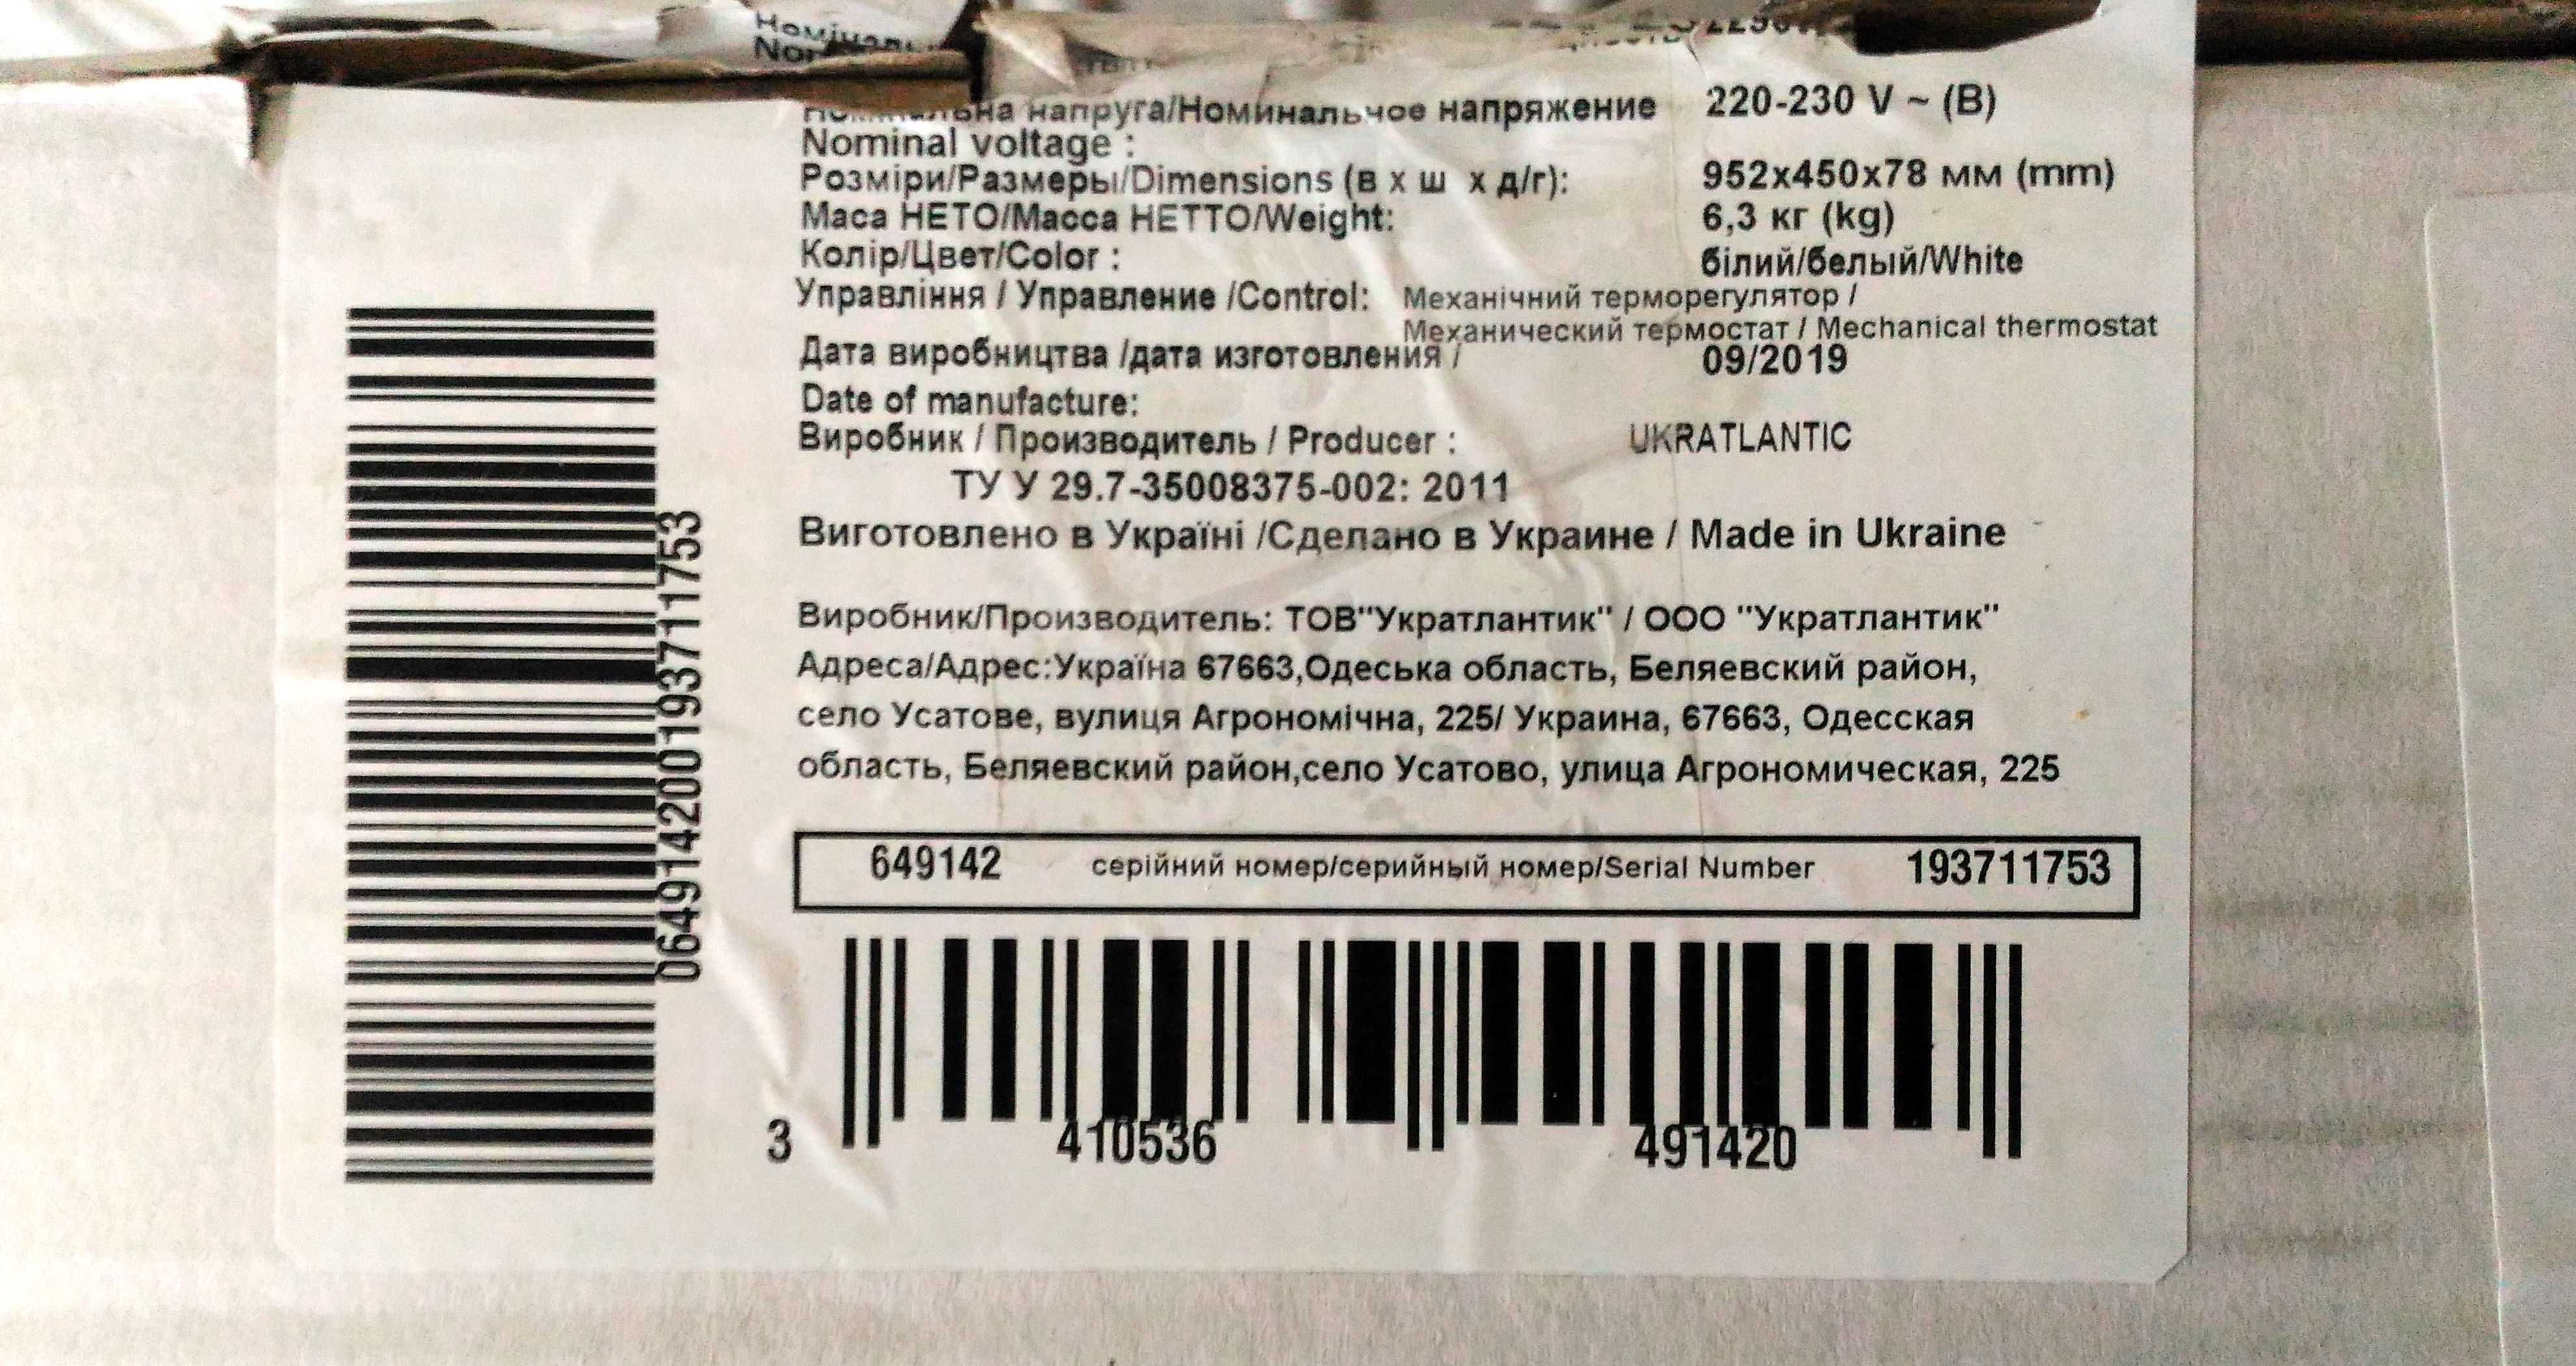 Nominal voltage :
напруга/Номинальное напряжение 220-230 V ~ (В)
Розміри/Размеры/Dimensions (в х ш х д/г): 952x450x78 мм (mm)
Маса НЕТО/Масса НЕТТО/Weight: 6,3 кг (kg)
Колір/Цвет/Color : білий/белый/White
Управління / Управление /Control: Механічний терморегулятор /
Механический термостат / Mechanical thermostat
Дата виробництва /дата изготовления / 09/2019
Date of manufacture:
Виробник / Производитель / Producer : UKRATLANTIC
ТУ У 29.7-35008375-002: 2011
Виготовлено в Україні /Сделано в Украине / Made in Ukraine
Виробник/Производитель: ТОВ"Укратлантик" / ООО "Укратлантик"
Адреса/Адрес:Україна 67663,Одеська область, Беляевский район,
село Усатове, вулиця Агрономічна, 225/ Украина, 67663, Одесская
область, Беляевский район,село Усатово, улица Агрономическая, 225
649142 серійний номер/серийный номер/Serial Number 193711753
3 410536 491420
0649114200193711753